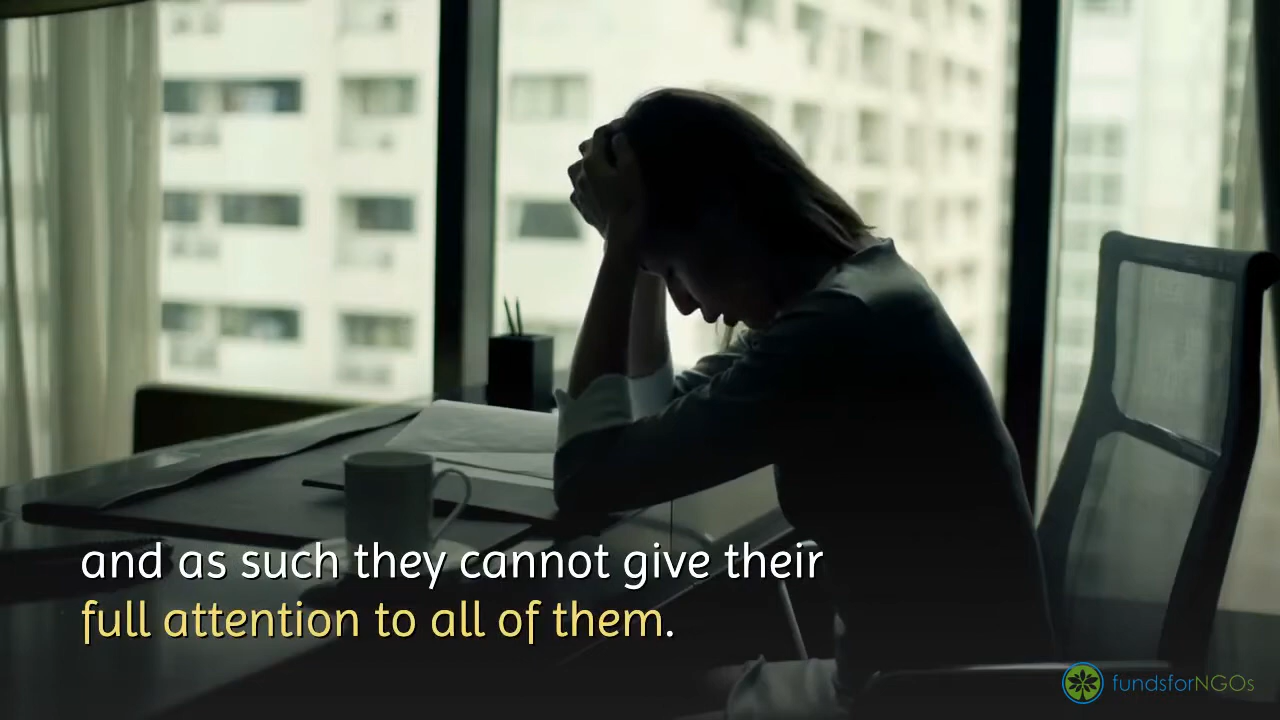 and as such they cannot give their
full attention to all of them.
fundsforNGOs